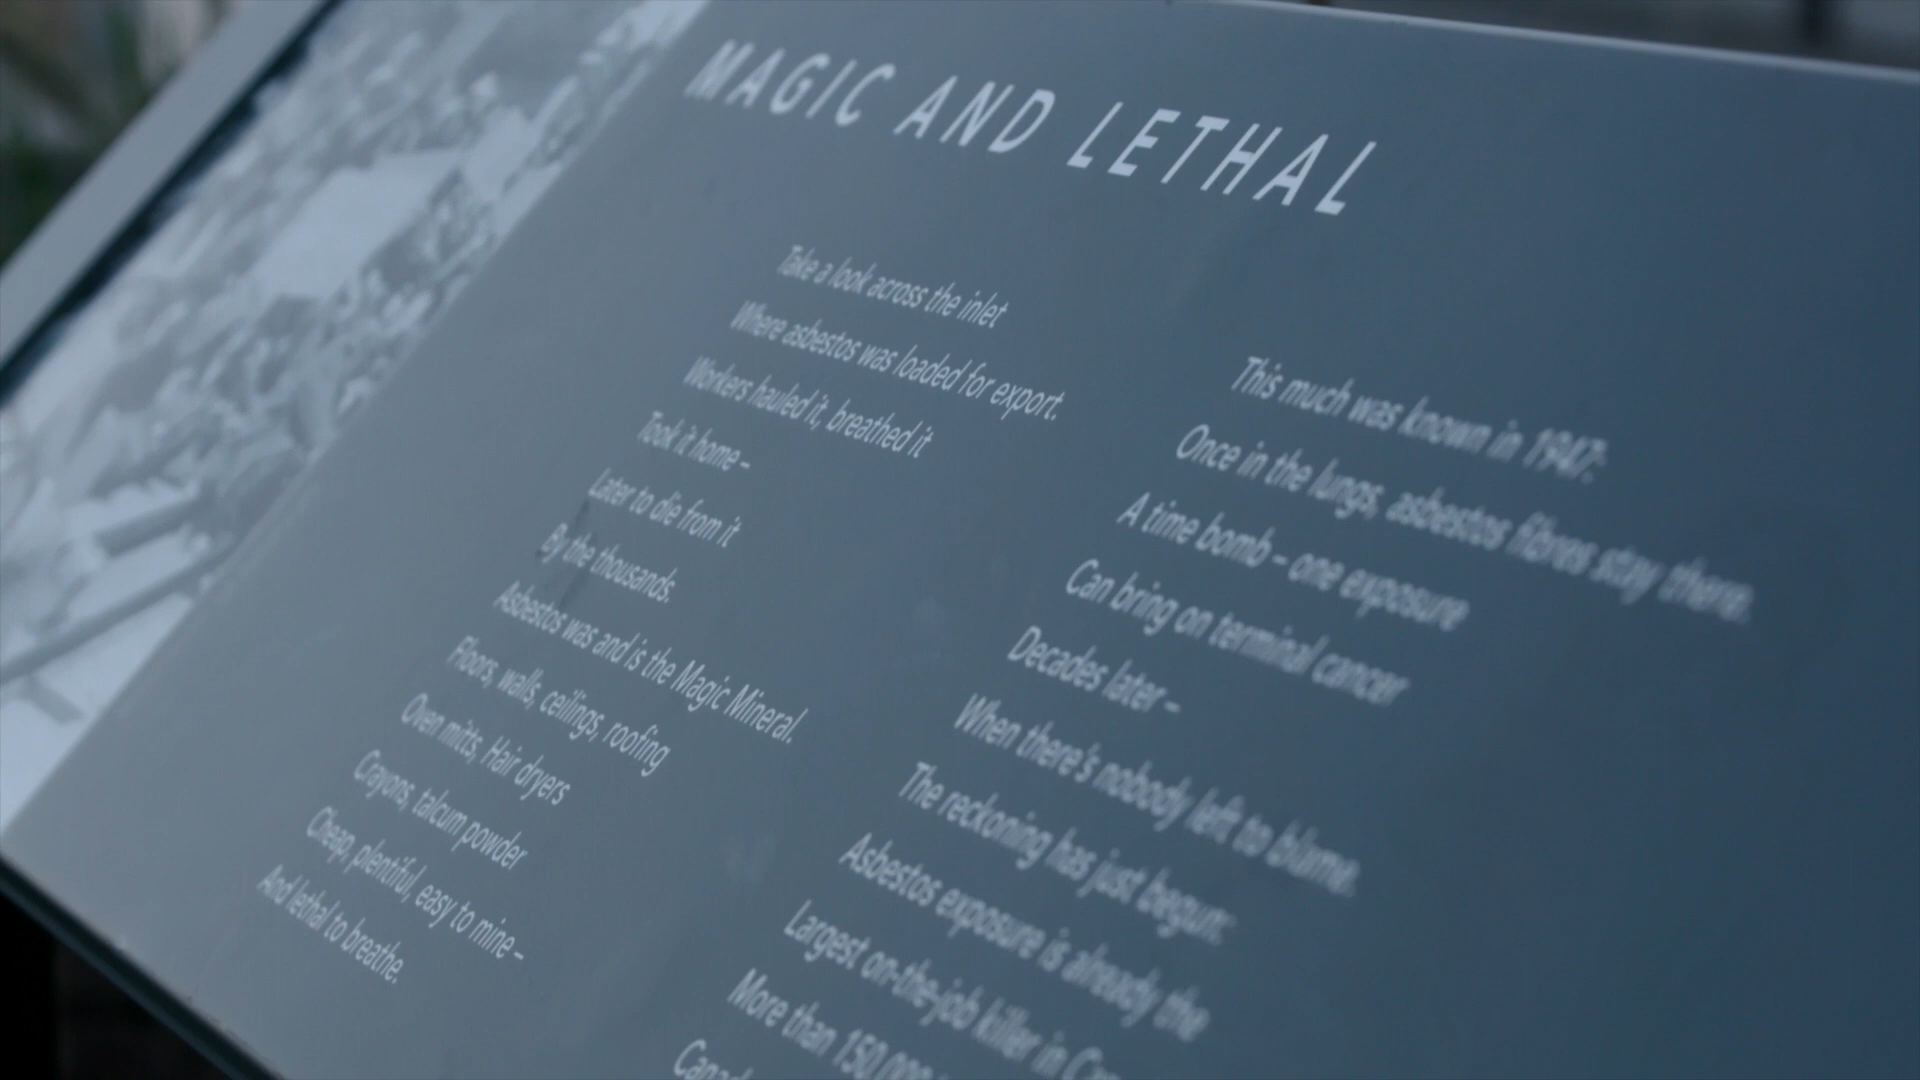 MAGIC AND LETHAL
Take a look across the inlet
Where asbestos was loaded for export.
Workers hauled it, breathed it
Took it home –
Later to die from it
By the thousands.
Asbestos was and is the Magic Mineral.
Floors, walls, ceilings, roofing
Oven mitts, Hair dryers
Crayons, talcum powder
Cheap, plentiful, easy to mine –
And lethal to breathe.
This much was known in 1947:
Once in the lungs, asbestos fibres stay there.
A time bomb – one exposure
Can bring on terminal cancer
Decades later –
When there's nobody left to blame.
The reckoning has just begun:
Asbestos exposure is already the
Largest on-the-job killer in
More than 150,000